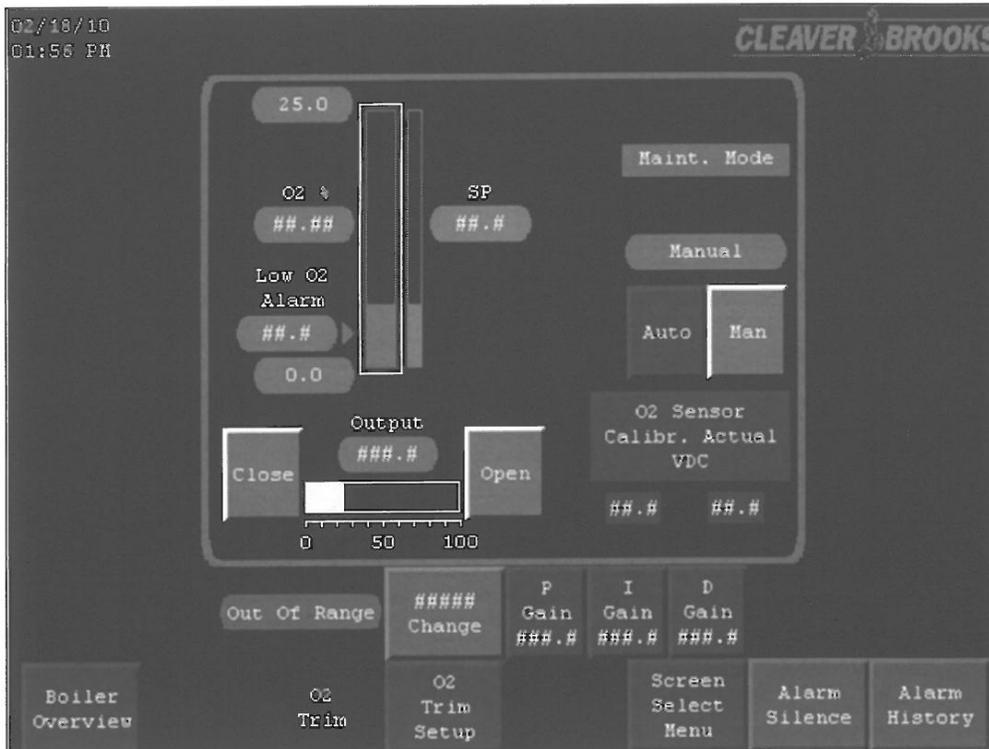 02/18/10
01:56 PM
CLEAVER BROOKS
25.0
Maint. Mode
O2 %
SP
##.##
##.#
Manual
Low O2
Alarm
##.#
Auto
Man
0.0
O2 Sensor
Calibr. Actual
VDC
##.#
##.#
Output
###.#
Close
Open
0
50
100
Out Of Range
#####
Change
P
Gain
###.#
I
Gain
###.#
D
Gain
###.#
Boiler
Overview
O2
Trim
O2
Trim
Setup
Screen
Select
Menu
Alarm
Silence
Alarm
History